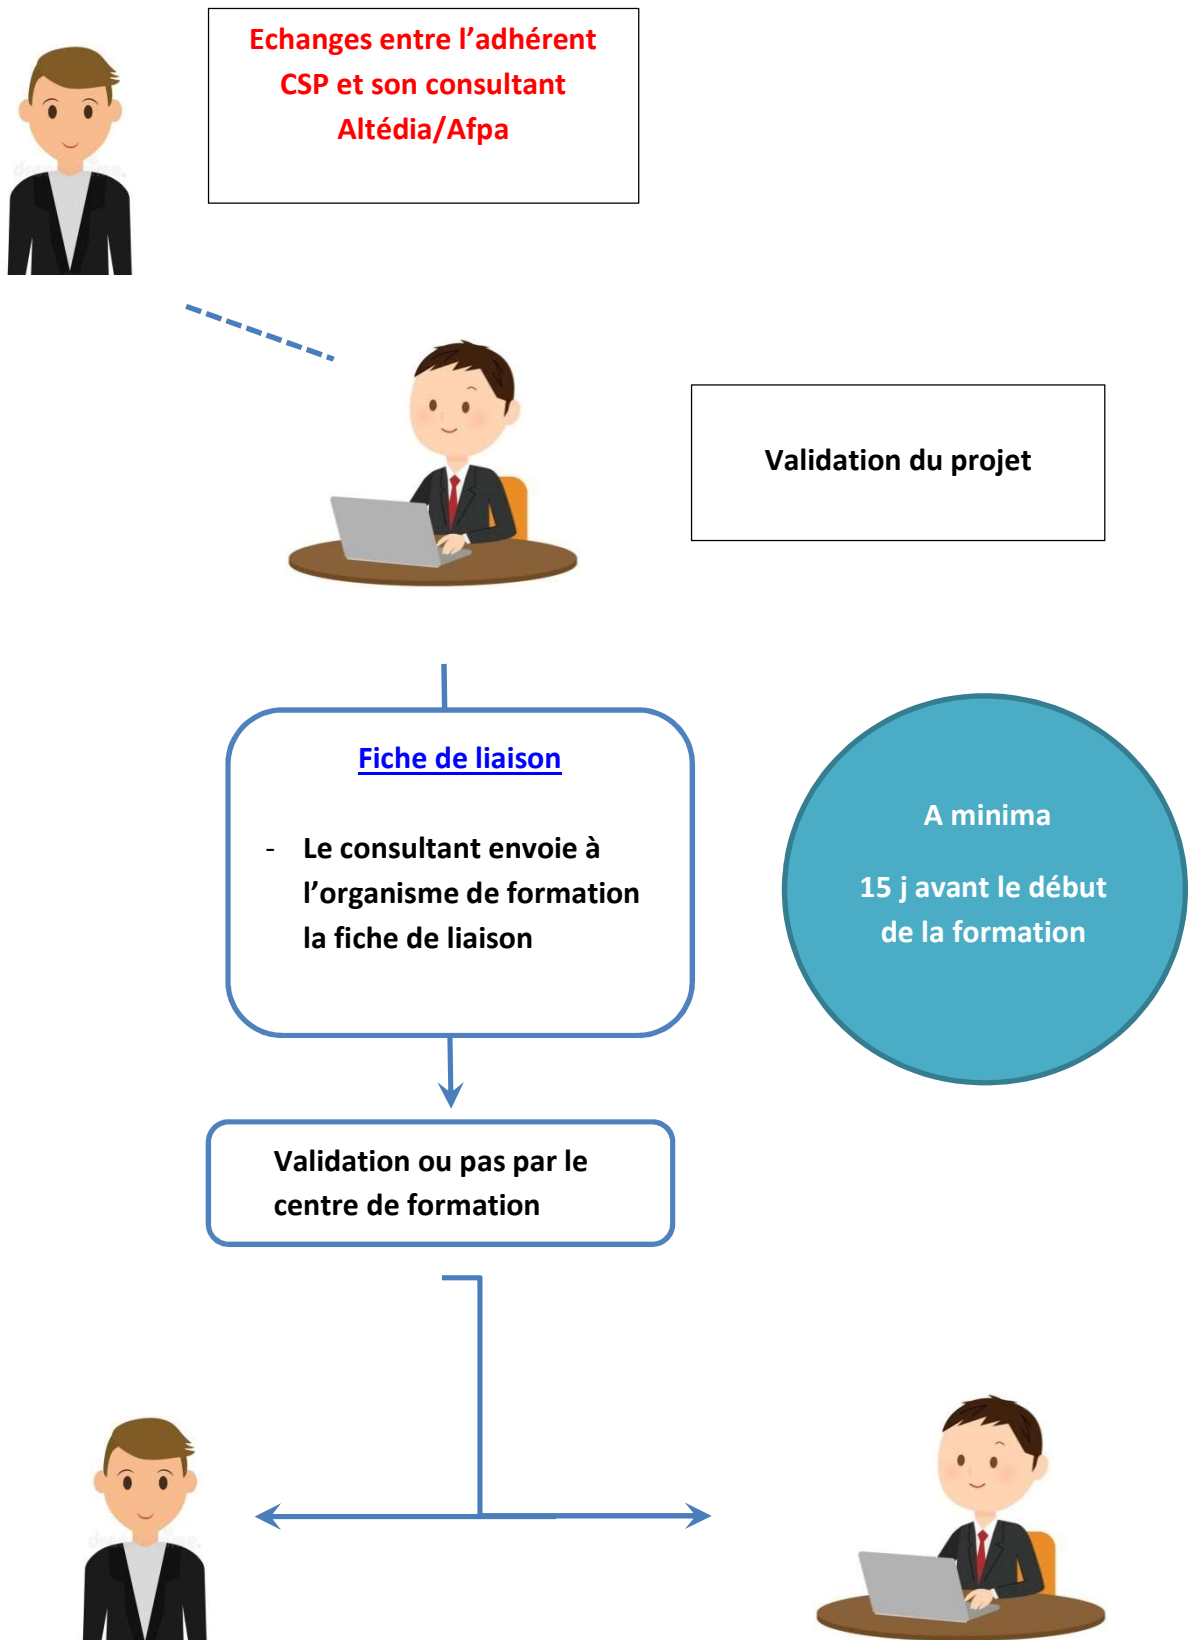 Echanges entre l’adhérent
CSP et son consultant
Altédia/Afpa
Validation du projet
Fiche de liaison
- Le consultant envoie à
l’organisme de formation
la fiche de liaison
A minima
15 j avant le début
de la formation
Validation ou pas par le
centre de formation